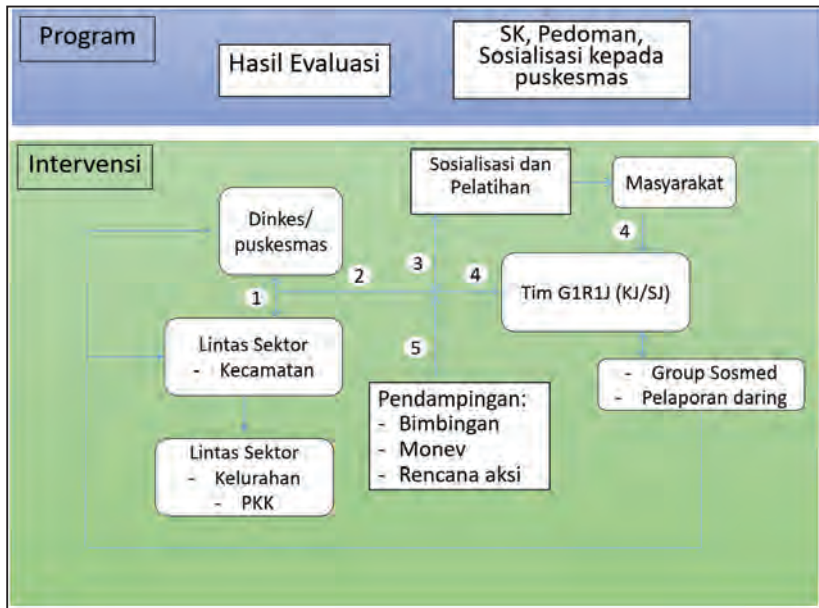 Program
Hasil Evaluasi
SK, Pedoman,
Sosialisasi kepada
puskesmas
Intervensi
Sosialisasi dan
Pelatihan
Masyarakat
Dinkes/
puskesmas
4
3
2
4
1
Tim G1R1J (KJ/SJ)
Lintas Sektor
- Kecamatan
5
- Group Sosmed
- Pelaporan daring
Pendampingan:
- Bimbingan
- Monev
- Rencana aksi
Lintas Sektor
- Kelurahan
- PKK